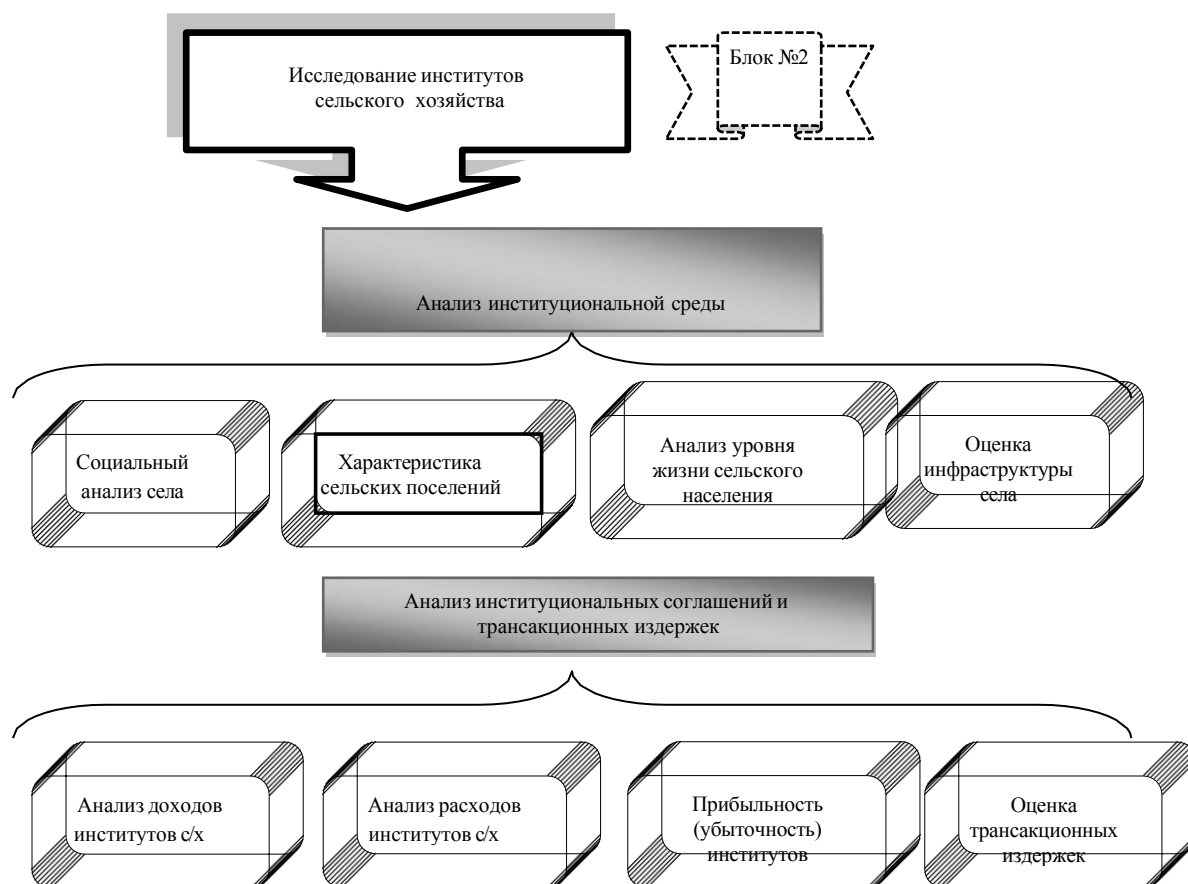 Исследование институтов
сельского хозяйства
Блок №2
Анализ институциональной среды
Социальный
анализ села
Характеристика
сельских поселений
Анализ уровня
жизни сельского
населения
Оценка
инфраструктуры
села
Анализ институциональных соглашений и
трансакционных издержек
Анализ доходов
институтов с/х
Анализ расходов
институтов с/х
Прибыльность
(убыточность)
институтов
Оценка
трансакционных
издержек